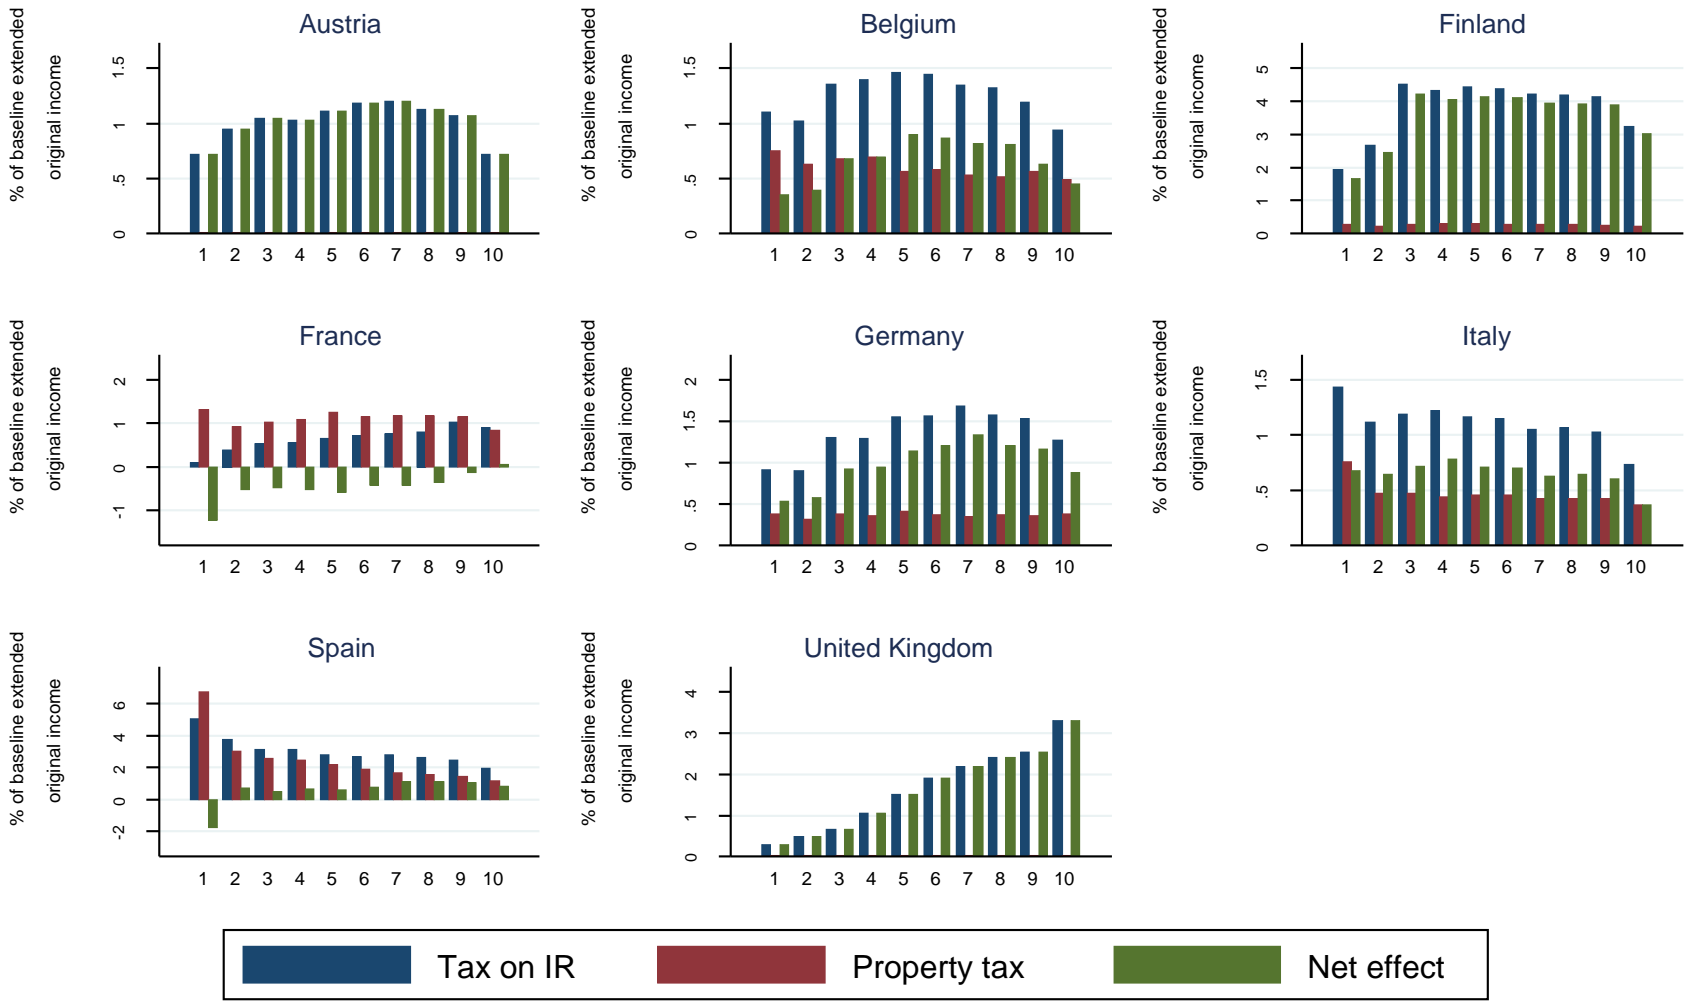 Austria
% of baseline extended
original income
1.5
1
.5
0
1 2 3 4 5 6 7 8 9 10
Belgium
% of baseline extended
original income
1.5
1
.5
0
1 2 3 4 5 6 7 8 9 10
Finland
% of baseline extended
original income
5
4
3
2
1
0
1 2 3 4 5 6 7 8 9 10
France
% of baseline extended
original income
2
1
0
-1
1 2 3 4 5 6 7 8 9 10
Germany
% of baseline extended
original income
2
1.5
1
.5
0
1 2 3 4 5 6 7 8 9 10
Italy
% of baseline extended
original income
1.5
1
.5
0
1 2 3 4 5 6 7 8 9 10
Spain
% of baseline extended
original income
6
4
2
0
-2
1 2 3 4 5 6 7 8 9 10
United Kingdom
% of baseline extended
original income
4
3
2
1
0
1 2 3 4 5 6 7 8 9 10
Tax on IR Property tax Net effect